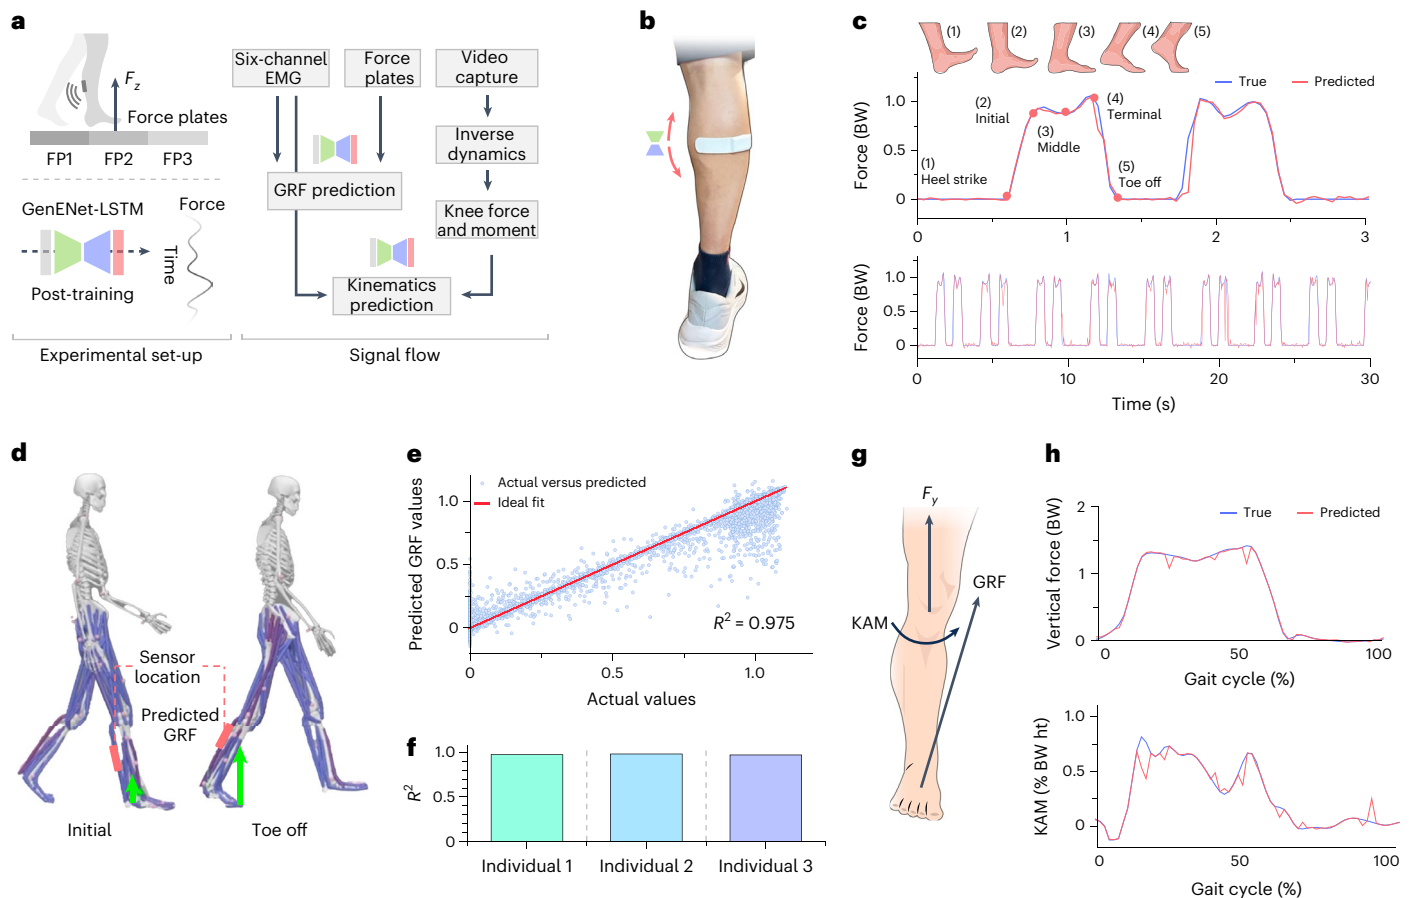 a
F_z
Force plates
FP1 FP2 FP3
GenENet-LSTM
Force
Time
Post-training
Experimental set-up
Six-channel
EMG
Force
plates
Video
capture
Inverse
dynamics
GRF prediction
Knee force
and moment
Kinematics
prediction
Signal flow
b
c
(1) (2) (3) (4) (5)
True Predicted
Force (BW)
1.0
0.5
0
(1)
Heel strike
(2)
Initial
(3)
Middle
(4)
Terminal
(5)
Toe off
0 1 2 3
Force (BW)
1.0
0.5
0
0 10 20 30
Time (s)
d
Sensor
location
Predicted
GRF
Initial
Toe off
e
Predicted GRF values
Actual versus predicted
Ideal fit
1.0
0.5
0
R² = 0.975
0 0.5 1.0
Actual values
f
R²
1.0
0.5
0
Individual 1 Individual 2 Individual 3
g
F_y
GRF
KAM
h
Vertical force (BW)
True Predicted
2
1
0
0 50 100
Gait cycle (%)
KAM (% BW ht)
1.0
0.5
0
0 50 100
Gait cycle (%)